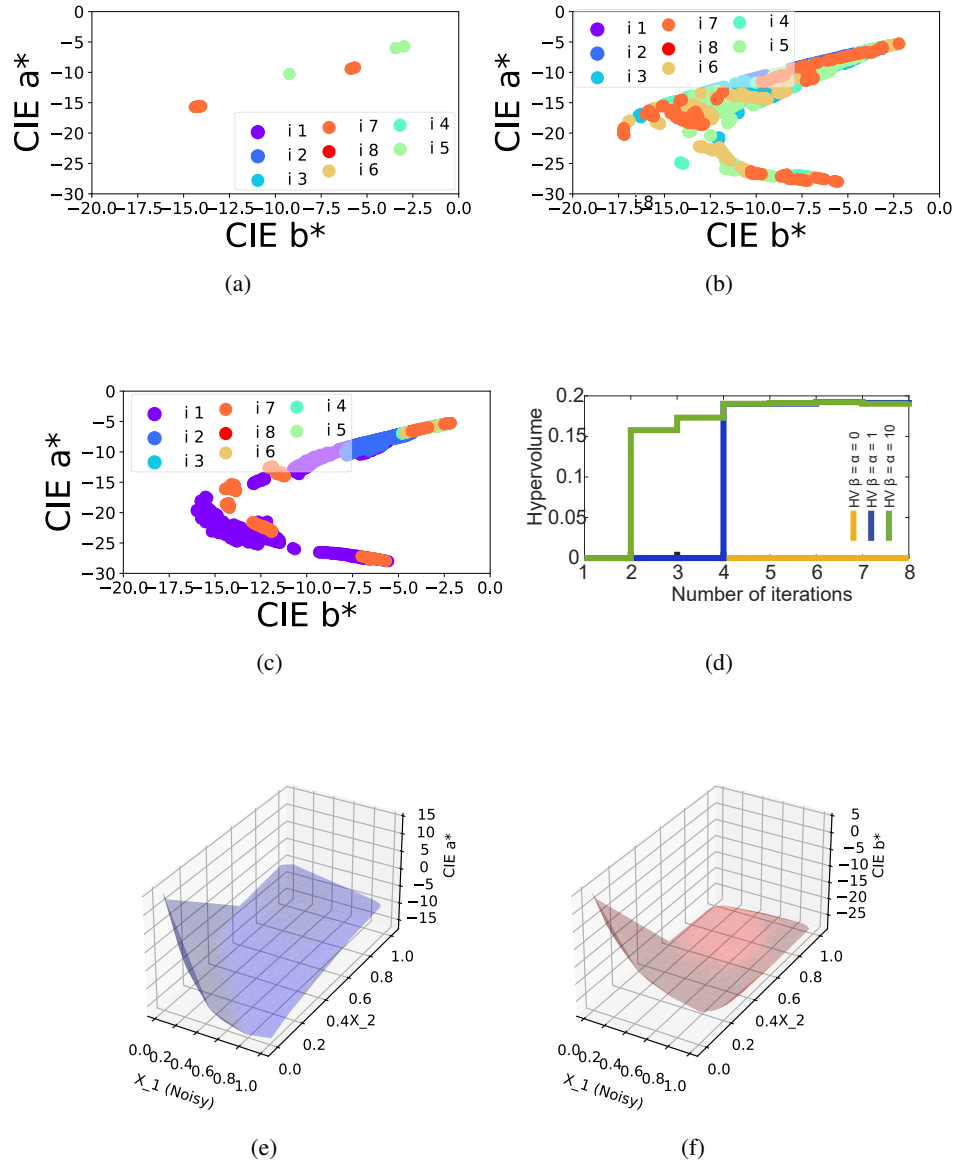 0
−5
−10
−15
−20
−25
−30
CIE a*
i 1
i 2
i 3
i 7
i 8
i 6
i 4
i 5
−20.0 −17.5 −15.0 −12.5 −10.0 −7.5 −5.0 −2.5 0.0
CIE b*
(a)
0
−5
−10
−15
−20
−25
−30
CIE a*
i 1
i 2
i 3
i 7
i 8
i 6
i 4
i 5
−20.0 −17.5 −15.0 −12.5 −10.0 −7.5 −5.0 −2.5 0.0
CIE b*
(b)
0
−5
−10
−15
−20
−25
−30
CIE a*
i 1
i 2
i 3
i 7
i 8
i 6
i 4
i 5
−20.0 −17.5 −15.0 −12.5 −10.0 −7.5 −5.0 −2.5 0.0
CIE b*
(c)
0.2
0.15
0.1
0.05
0
Hypervolume
HV β = α = 0
HV β = α = 1
HV β = α = 10
1 2 3 4 5 6 7 8
Number of iterations
(d)
15
10
5
0
−5
−10
−15
CIE a*
1.0
0.8
0.6
0.4
0.2
0.0
X_2
0.0 0.2 0.4 0.6 0.8 1.0
X_1 (Noisy)
(e)
5
0
−5
−10
−15
−20
−25
CIE b*
1.0
0.8
0.6
0.4
0.2
0.0
X_2
0.0 0.2 0.4 0.6 0.8 1.0
X_1 (Noisy)
(f)